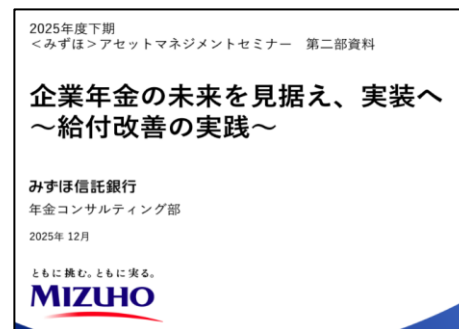 2025年度下期
＜みずほ＞アセットマネジメントセミナー　第二部資料
企業年金の未来を見据え、実装へ
～給付改善の実践～
みずほ信託銀行
年金コンサルティング部
2025年 12月
ともに挑む。ともに実る。
MIZUHO